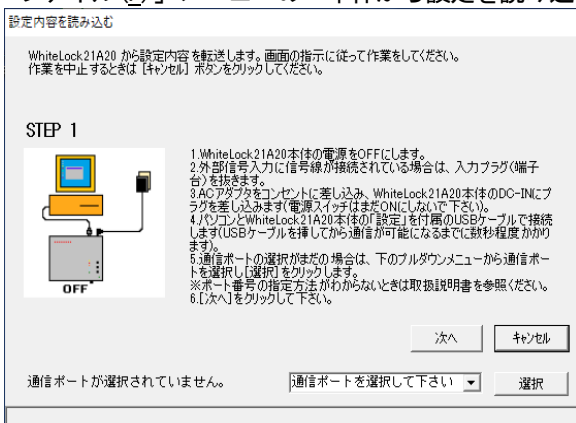 設定内容を読み込む
WhiteLock21A20 から設定内容を転送します。画面の指示に従って作業をしてください。
作業を中止するときは [キャンセル] ボタンをクリックしてください。
STEP 1
1.WhiteLock21A20本体の電源をOFFにします。
2.外部信号入力に信号線が接続されている場合は、入力プラグ(端子
台)を抜きます。
3.ACアダプタをコンセントに差し込み、WhiteLock21A20本体のDC-INにプ
ラグを差し込みます(電源スイッチはまだONにしないで下さい)。
4.パソコンとWhiteLock21A20本体の「設定」を付属のUSBケーブルで接続
します(USBケーブルを挿してから通信が可能になるまでに数秒程度かかり
ます)。
5.通信ポートの選択がまだの場合は、下のプルダウンメニューから通信ポー
トを選択し[選択]をクリックします。
※ポート番号の指定方法がわからないときは取扱説明書を参照ください。
6.[次へ]をクリックして下さい。
OFF
次へ
キャンセル
通信ポートが選択されていません。
通信ポートを選択して下さい
選択